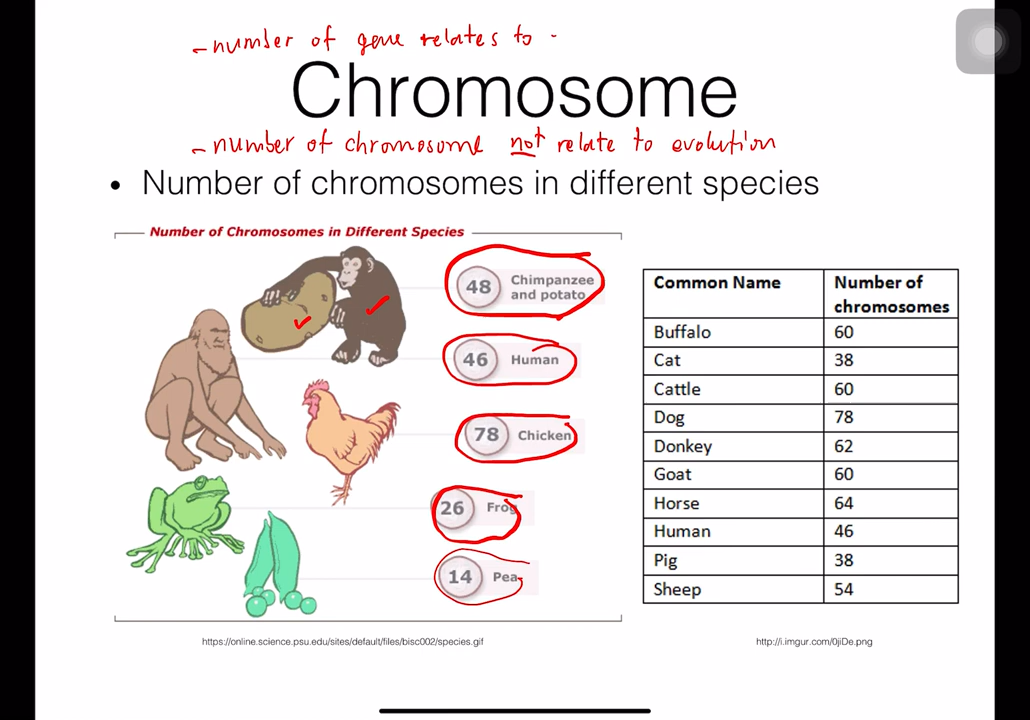 - number of gene relates to -
Chromosome
- number of chromosome not relate to evolution
• Number of chromosomes in different species
Number of Chromosomes in Different Species
48 Chimpanzee
and potato
46 Human
78 Chicken
26 Frog
14 Pea
https://online.science.psu.edu/sites/default/files/bisc002/species.gif
Common Name Number of
chromosomes
Buffalo 60
Cat 38
Cattle 60
Dog 78
Donkey 62
Goat 60
Horse 64
Human 46
Pig 38
Sheep 54
http://i.imgur.com/0jiDe.png